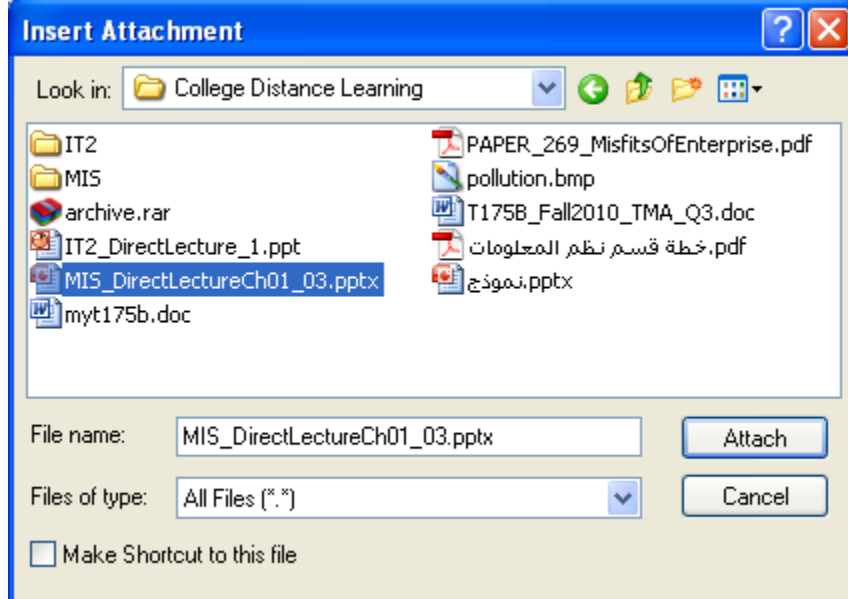 Insert Attachment
Look in: College Distance Learning
IT2
MIS
archive.rar
IT2_DirectLecture_1.ppt
MIS_DirectLectureCh01_03.pptx
myt175b.doc
PAPER_269_MisfitsOfEnterprise.pdf
pollution.bmp
T175B_Fall2010_TMA_Q3.doc
خطة قسم نظم المعلومات.pdf
نموذج.pptx
File name: MIS_DirectLectureCh01_03.pptx
Attach
Files of type: All Files (*.*)
Cancel
Make Shortcut to this file